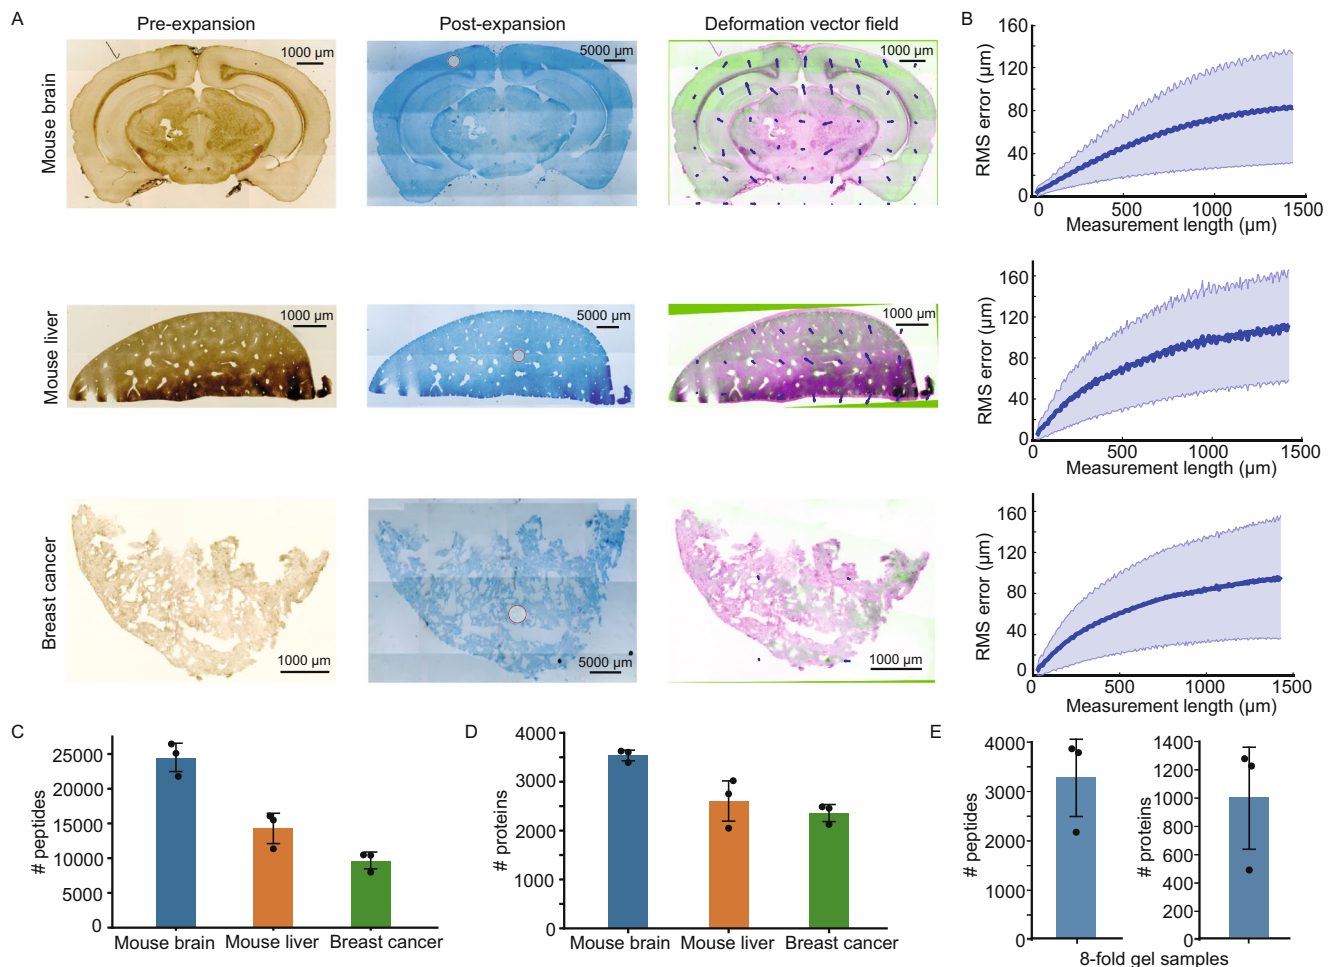 A
Pre-expansion
Post-expansion
Deformation vector field
B
Mouse brain
1000 µm
5000 µm
1000 µm
RMS error (µm)
160
120
80
40
0
0
500
1000
1500
Measurement length (µm)
Mouse liver
1000 µm
5000 µm
1000 µm
RMS error (µm)
160
120
80
40
0
0
500
1000
1500
Measurement length (µm)
Breast cancer
1000 µm
5000 µm
1000 µm
RMS error (µm)
160
120
80
40
0
0
500
1000
1500
Measurement length (µm)
C
# peptides
25000
20000
15000
10000
5000
0
Mouse brain
Mouse liver
Breast cancer
D
# proteins
4000
3000
2000
1000
0
Mouse brain
Mouse liver
Breast cancer
E
# peptides
4000
3000
2000
1000
0
# proteins
1400
1200
1000
800
600
400
200
0
8-fold gel samples